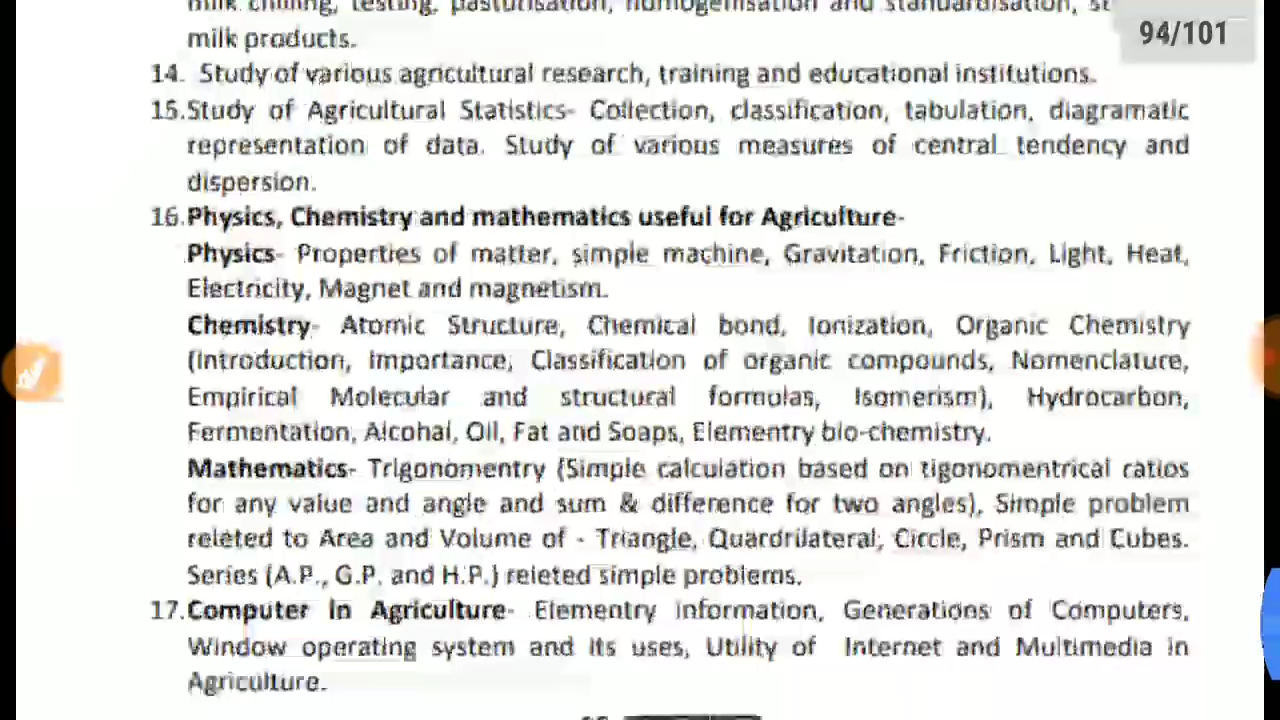 milk chilling, testing, pasturisation, homogenisation and standardisation,
94/101
milk products.
14. Study of various agricultural research, training and educational institutions.
15.Study of Agricultural Statistics- Collection, classification, tabulation, diagramatic
representation of data. Study of various measures of central tendency and
dispersion.
16.Physics, Chemistry and mathematics useful for Agriculture-
Physics- Properties of matter, simple machine, Gravitation, Friction, Light, Heat,
Electricity, Magnet and magnetism.
Chemistry- Atomic Structure, Chemical bond, Ionization, Organic Chemistry
(Introduction, Importance, Classification of organic compounds, Nomenclature,
Empirical Molecular and structural formulas, Isomerism), Hydrocarbon,
Fermentation, Alcohal, Oil, Fat and Soaps, Elementry bio-chemistry.
Mathematics- Trigonomentry (Simple calculation based on tigonomentrical ratios
for any value and angle and sum & difference for two angles), Simple problem
releted to Area and Volume of - Triangle, Quardrilateral, Circle, Prism and Cubes.
Series (A.P., G.P. and H.P.) releted simple problems.
17.Computer in Agriculture- Elementry information, Generations of Computers,
Window operating system and its uses, Utility of Internet and Multimedia in
Agriculture.